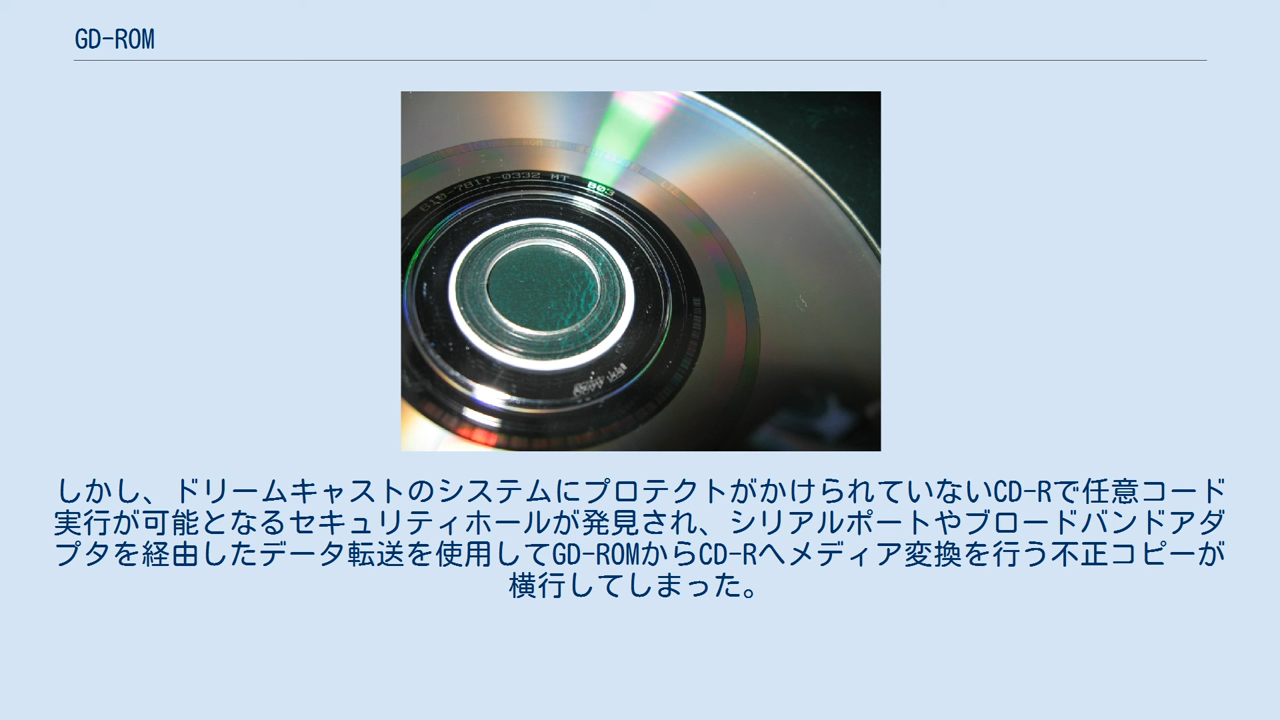 GD-ROM
610-7817-0332 MT B03
しかし、ドリームキャストのシステムにプロテクトがかけられていないCD-Rで任意コード
実行が可能となるセキュリティホールが発見され、シリアルポートやブロードバンドアダ
プタを経由したデータ転送を使用してGD-ROMからCD-Rへメディア変換を行う不正コピーが
横行してしまった。